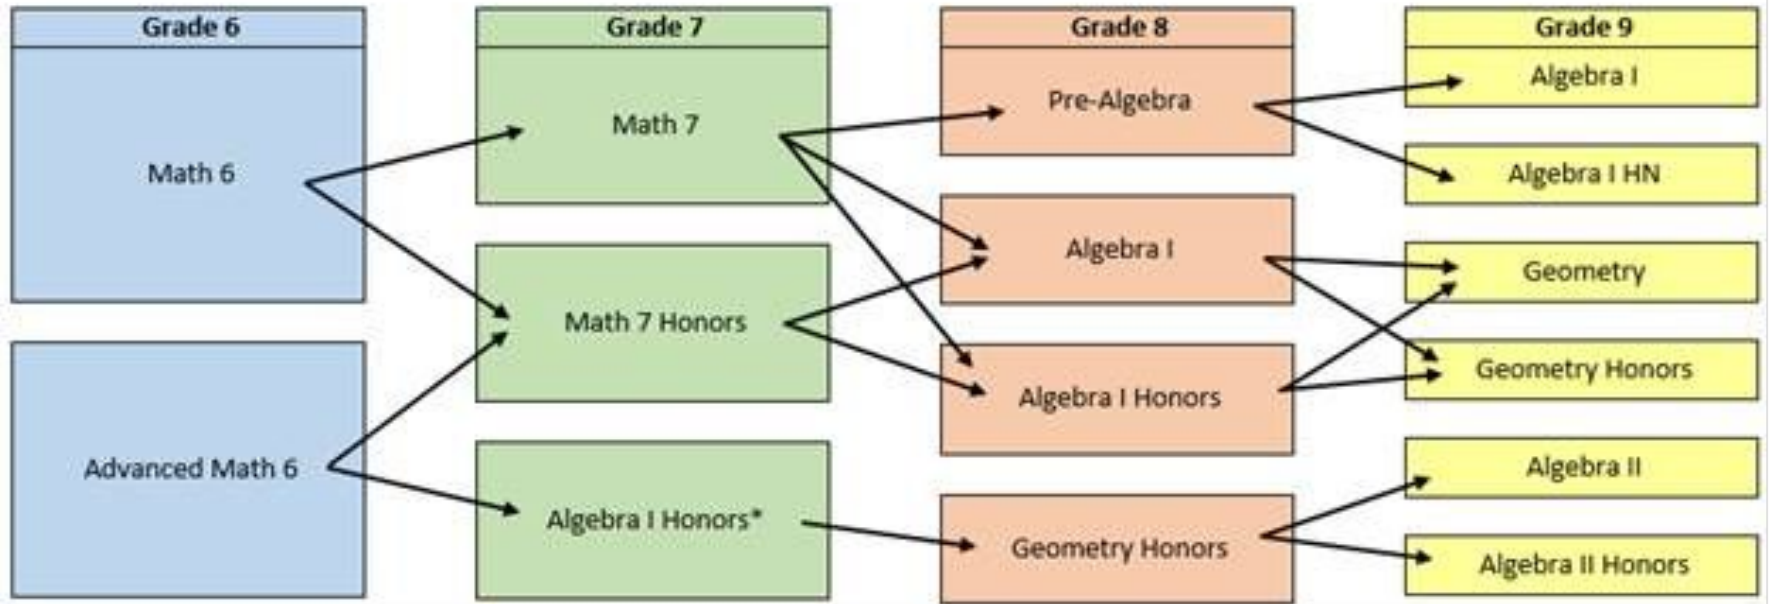 Grade 6
Math 6
Advanced Math 6
Grade 7
Math 7
Math 7 Honors
Algebra I Honors*
Grade 8
Pre-Algebra
Algebra I
Algebra I Honors
Geometry Honors
Grade 9
Algebra I
Algebra I HN
Geometry
Geometry Honors
Algebra II
Algebra II Honors